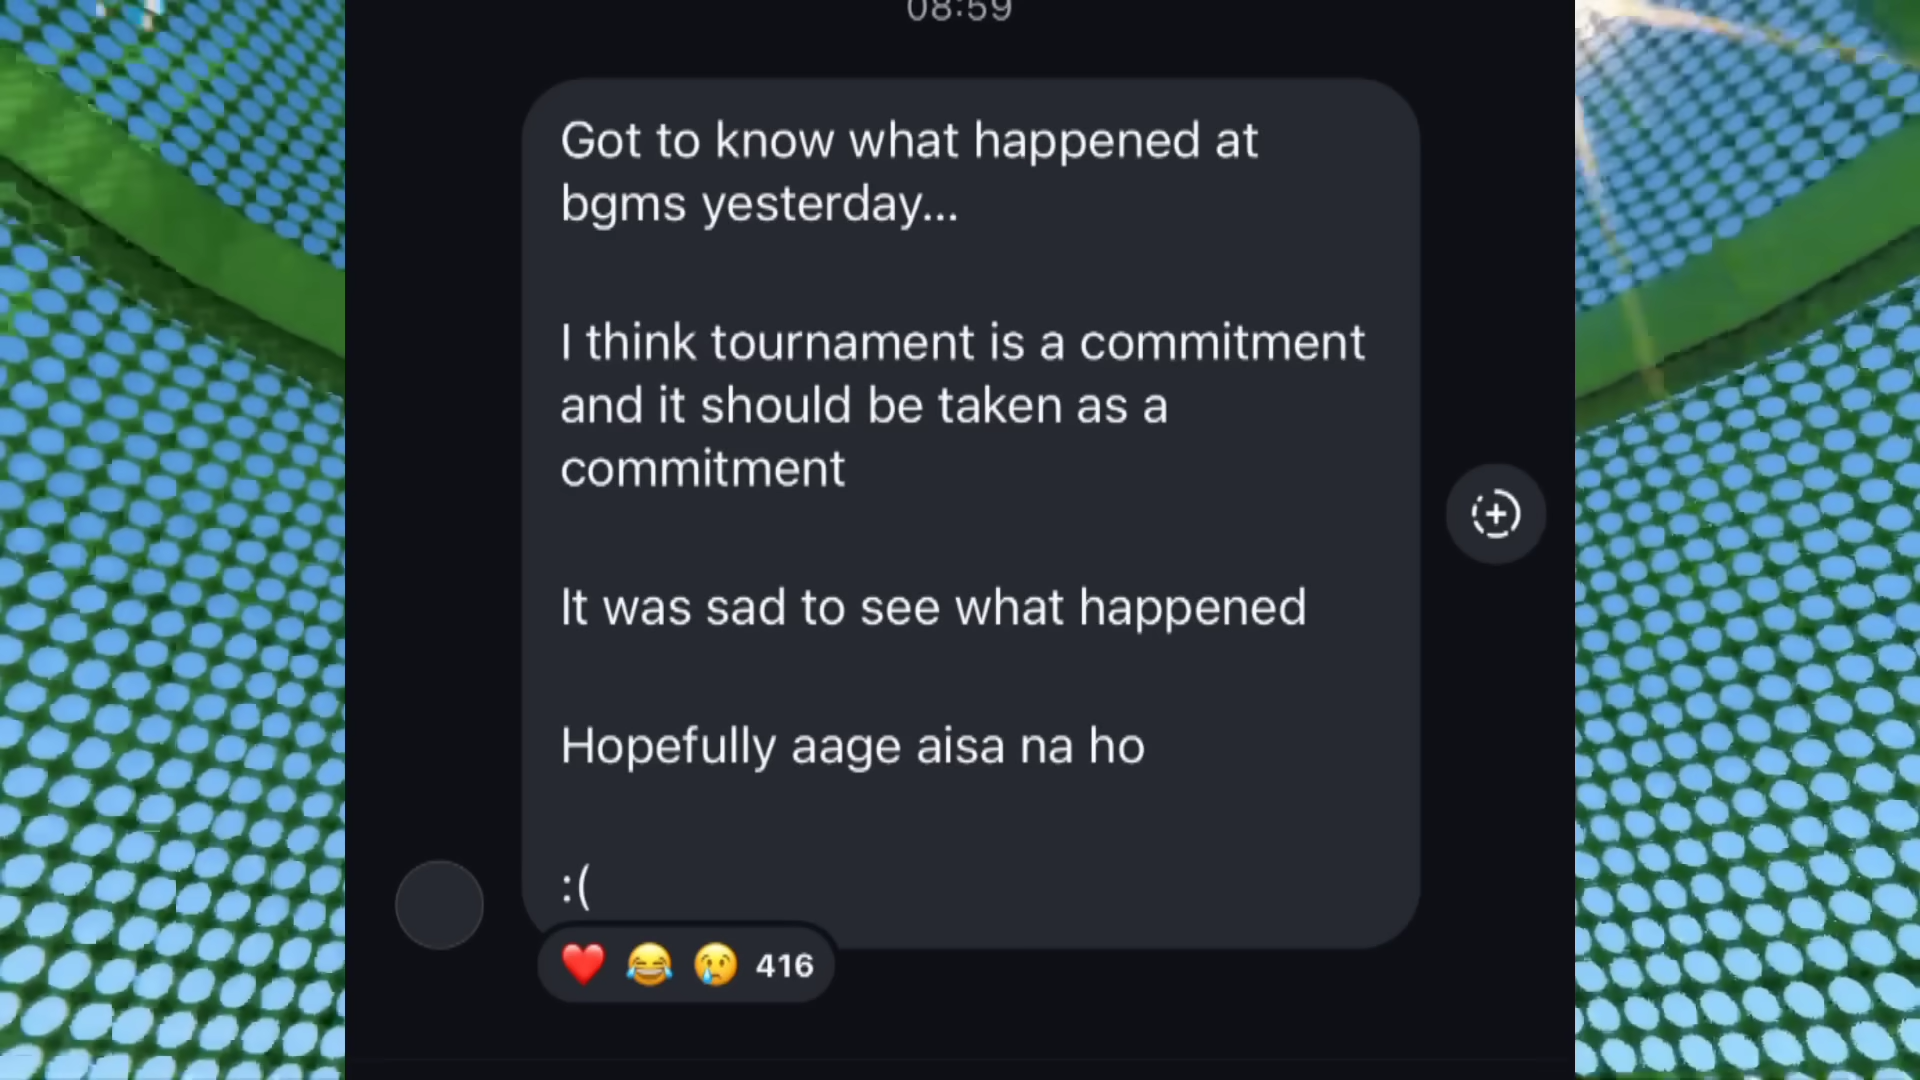 08:59
Got to know what happened at
bgms yesterday...
I think tournament is a commitment
and it should be taken as a
commitment
It was sad to see what happened
Hopefully aage aisa na ho
:(
❤️ 😂 😢 416